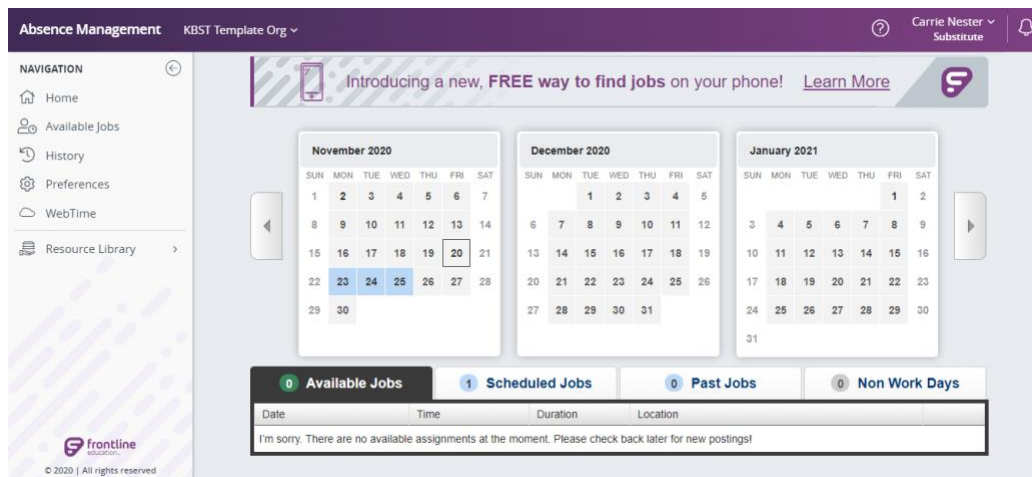 Absence Management KBST Template Org
Carrie Nester
Substitute
NAVIGATION
Home
Available Jobs
History
Preferences
WebTime
Resource Library
frontline
education
© 2020 | All rights reserved
Introducing a new, FREE way to find jobs on your phone! Learn More
November 2020
SUN MON TUE WED THU FRI SAT
1 2 3 4 5 6 7
8 9 10 11 12 13 14
15 16 17 18 19 20 21
22 23 24 25 26 27 28
29 30
December 2020
SUN MON TUE WED THU FRI SAT
1 2 3 4 5
6 7 8 9 10 11 12
13 14 15 16 17 18 19
20 21 22 23 24 25 26
27 28 29 30 31
January 2021
SUN MON TUE WED THU FRI SAT
1 2
3 4 5 6 7 8 9
10 11 12 13 14 15 16
17 18 19 20 21 22 23
24 25 26 27 28 29 30
31
0 Available Jobs 1 Scheduled Jobs 0 Past Jobs 0 Non Work Days
Date Time Duration Location
I'm sorry. There are no available assignments at the moment. Please check back later for new postings!